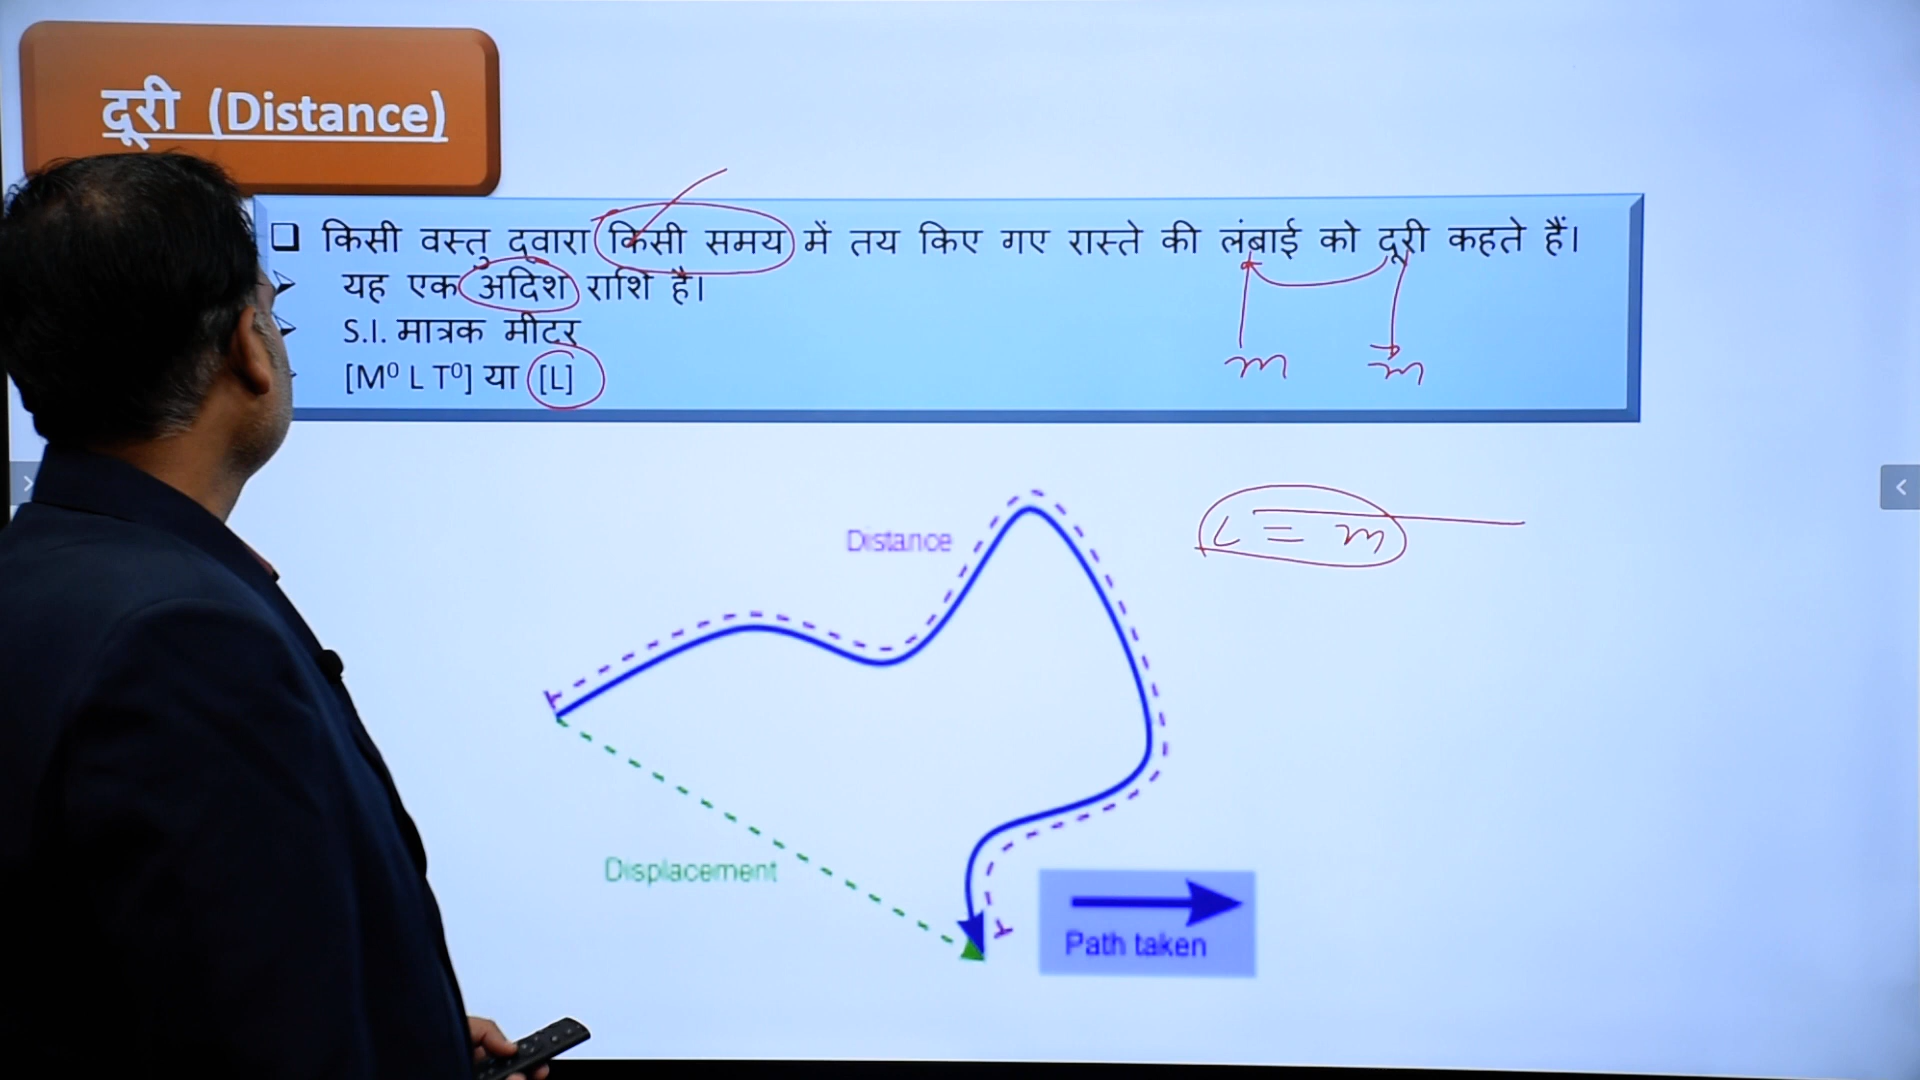 दूरी (Distance)
किसी वस्तु द्वारा किसी समय में तय किए गए रास्ते की लंबाई को दूरी कहते हैं।
यह एक अदिश राशि है।
S.I. मात्रक मीटर
[M⁰ L T⁰] या [L]
m m
L = m
Distance
Displacement
Path taken